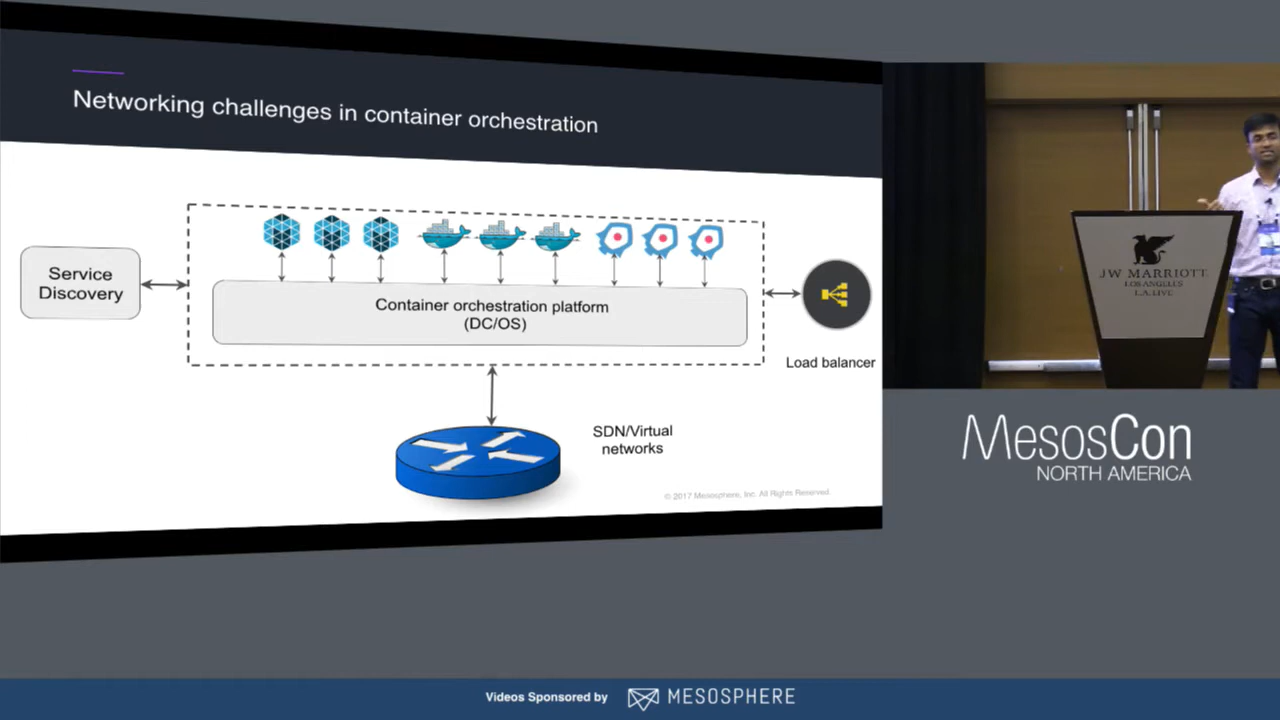 Networking challenges in container orchestration
Service
Discovery
Container orchestration platform
(DC/OS)
Load balancer
SDN/Virtual
networks
© 2017 Mesosphere, Inc. All Rights Reserved.
JW MARRIOTT
LOS ANGELES
L.A. LIVE
MesosCon
NORTH AMERICA
Videos Sponsored by
MESOSPHERE